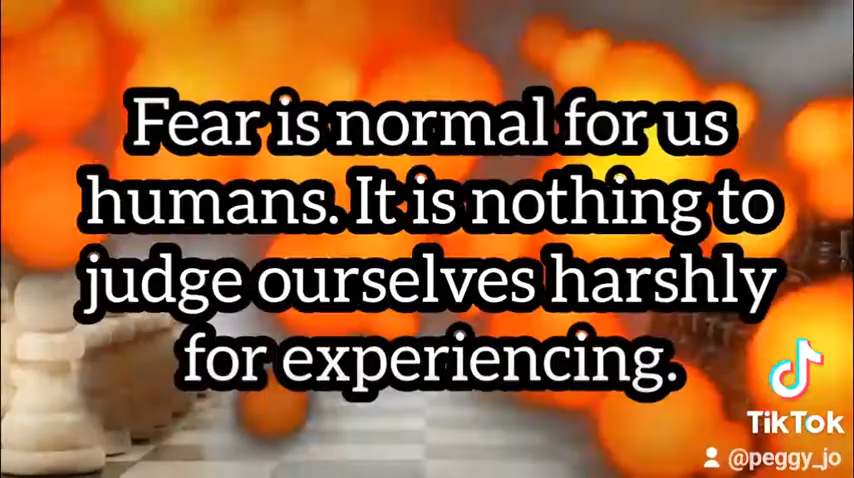 Fear is normal for us
humans. It is nothing to
judge ourselves harshly
for experiencing.
TikTok
@peggy_jo